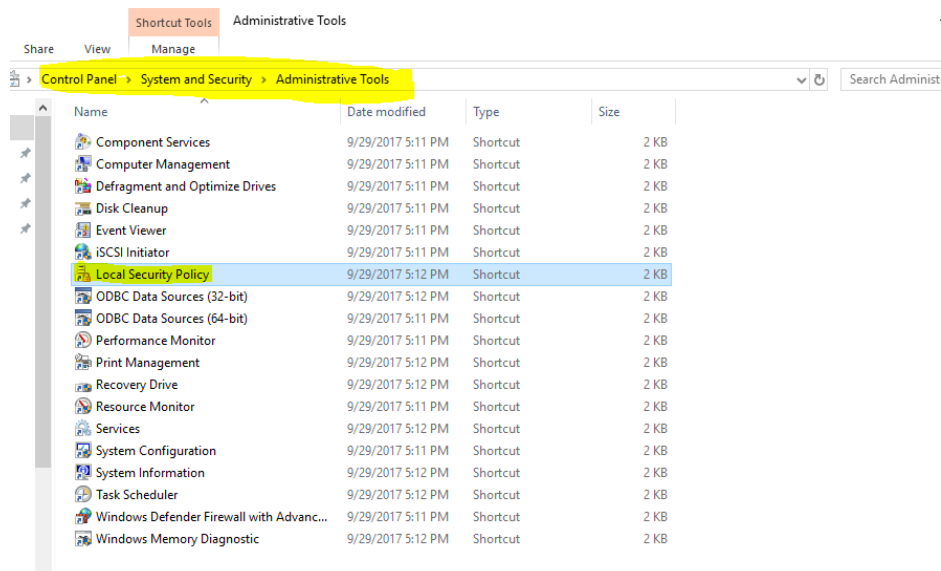 Shortcut Tools Administrative Tools
Share View Manage
Control Panel › System and Security › Administrative Tools Search Administ
Name Date modified Type Size
Component Services 9/29/2017 5:11 PM Shortcut 2 KB
Computer Management 9/29/2017 5:11 PM Shortcut 2 KB
Defragment and Optimize Drives 9/29/2017 5:11 PM Shortcut 2 KB
Disk Cleanup 9/29/2017 5:11 PM Shortcut 2 KB
Event Viewer 9/29/2017 5:11 PM Shortcut 2 KB
iSCSI Initiator 9/29/2017 5:11 PM Shortcut 2 KB
Local Security Policy 9/29/2017 5:12 PM Shortcut 2 KB
ODBC Data Sources (32-bit) 9/29/2017 5:11 PM Shortcut 2 KB
ODBC Data Sources (64-bit) 9/29/2017 5:11 PM Shortcut 2 KB
Performance Monitor 9/29/2017 5:11 PM Shortcut 2 KB
Print Management 9/29/2017 5:12 PM Shortcut 2 KB
Recovery Drive 9/29/2017 5:12 PM Shortcut 2 KB
Resource Monitor 9/29/2017 5:11 PM Shortcut 2 KB
Services 9/29/2017 5:12 PM Shortcut 2 KB
System Configuration 9/29/2017 5:11 PM Shortcut 2 KB
System Information 9/29/2017 5:12 PM Shortcut 2 KB
Task Scheduler 9/29/2017 5:12 PM Shortcut 2 KB
Windows Defender Firewall with Advanc... 9/29/2017 5:11 PM Shortcut 2 KB
Windows Memory Diagnostic 9/29/2017 5:12 PM Shortcut 2 KB